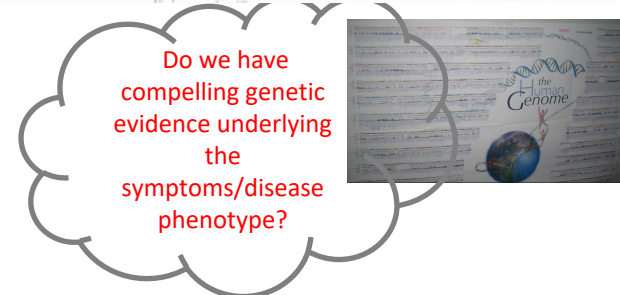 Do we have
compelling genetic
evidence underlying
the
symptoms/disease
phenotype?
the
Human
Genome